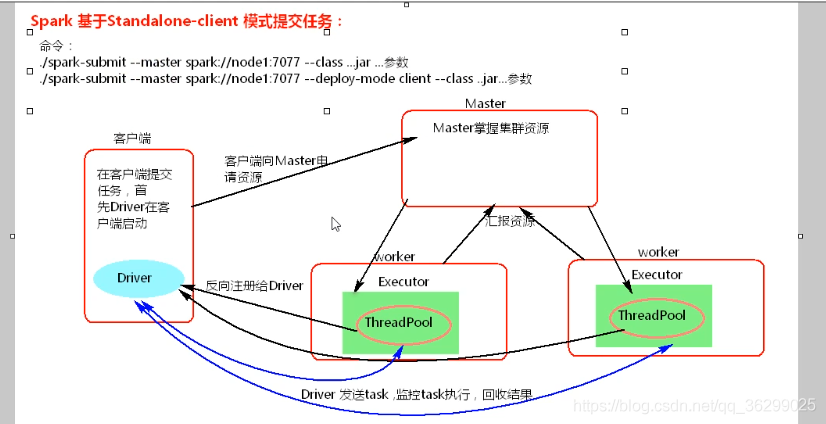 Spark 基于Standalone-client 模式提交任务：
命令：
./spark-submit --master spark://node1:7077 --class ...jar ...参数
./spark-submit --master spark://node1:7077 --deploy-mode client --class ..jar...参数
Master
Master掌握集群资源
客户端
在客户端提交
任务，首
先Driver在客
户端启动
客户端向Master申
请资源
汇报资源
worker
worker
Executor
Executor
Driver
反向注册给Driver
ThreadPool
ThreadPool
Driver 发送task ,监控task执行，回收结果
https://blog.csdn.net/qq_36299025